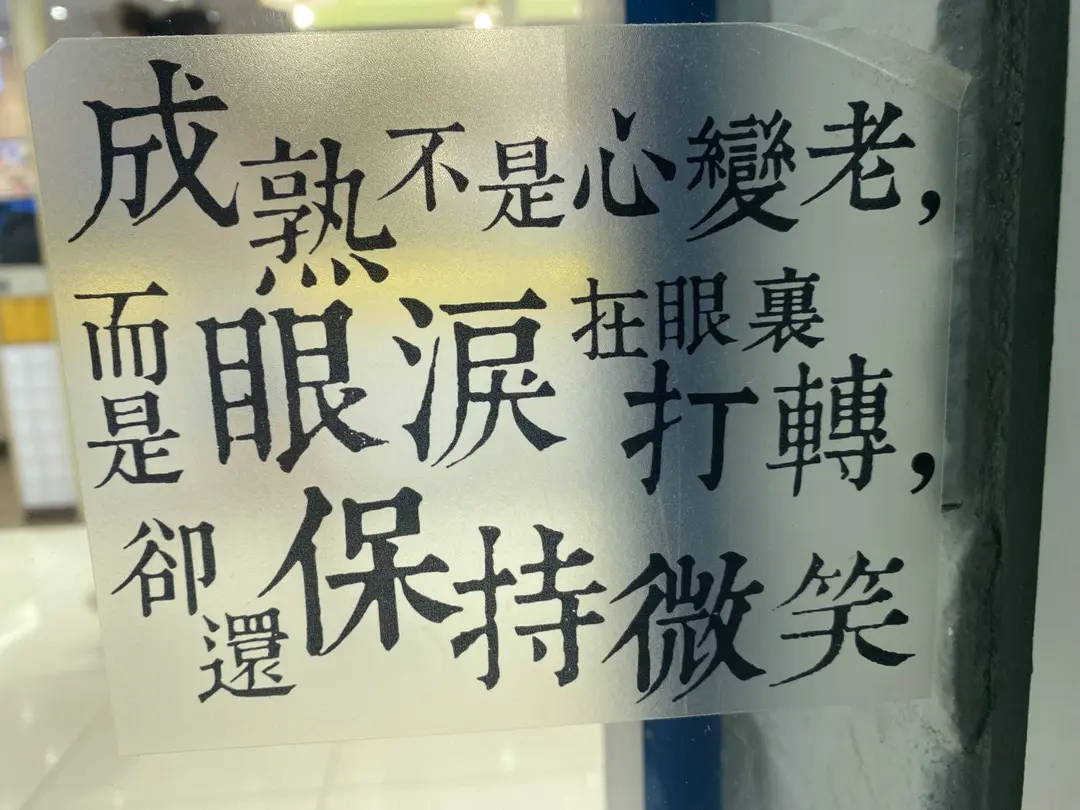 成熟不是心變老，
而是眼淚在眼裏打轉，
卻還保持微笑